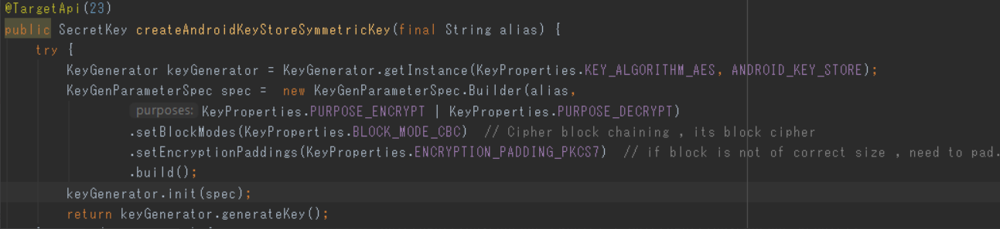 @TargetApi(23)
public SecretKey createAndroidKeyStoreSymmetricKey(final String alias) {
try {
KeyGenerator keyGenerator = KeyGenerator.getInstance(KeyProperties.KEY_ALGORITHM_AES, ANDROID_KEY_STORE);
KeyGenParameterSpec spec =  new KeyGenParameterSpec.Builder(alias,
purposes: KeyProperties.PURPOSE_ENCRYPT | KeyProperties.PURPOSE_DECRYPT)
.setBlockModes(KeyProperties.BLOCK_MODE_CBC)  // Cipher block chaining , its block cipher
.setEncryptionPaddings(KeyProperties.ENCRYPTION_PADDING_PKCS7)  // if block is not of correct size , need to pad.
.build();
keyGenerator.init(spec);
return keyGenerator.generateKey();